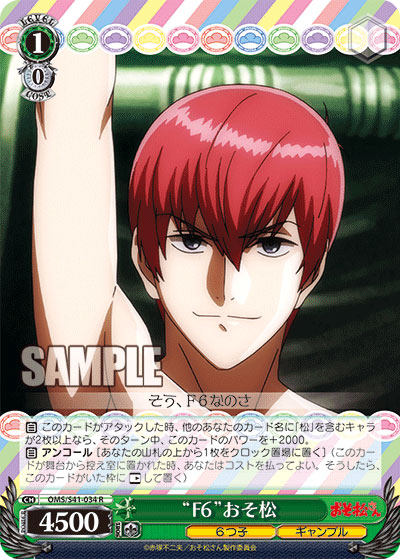 LEVEL
1
0
COST
SAMPLE
そう、F6なのさ
自 このカードがアタックした時、他のあなたのカード名に「松」を含むキャラ
が2枚以上なら、そのターン中、このカードのパワーを+2000。
自 アンコール [あなたの山札の上から1枚をクロック置場に置く] (この
カードが舞台から控え室に置かれた時、あなたはコストを払ってよい。そうしたら、
このカードがいた枠に レスト して置く)
CH OMS/S41-034 R
4500
“F6”おそ松
おそ松さん
6つ子
ギャンブル
©赤塚不二夫/おそ松さん製作委員会